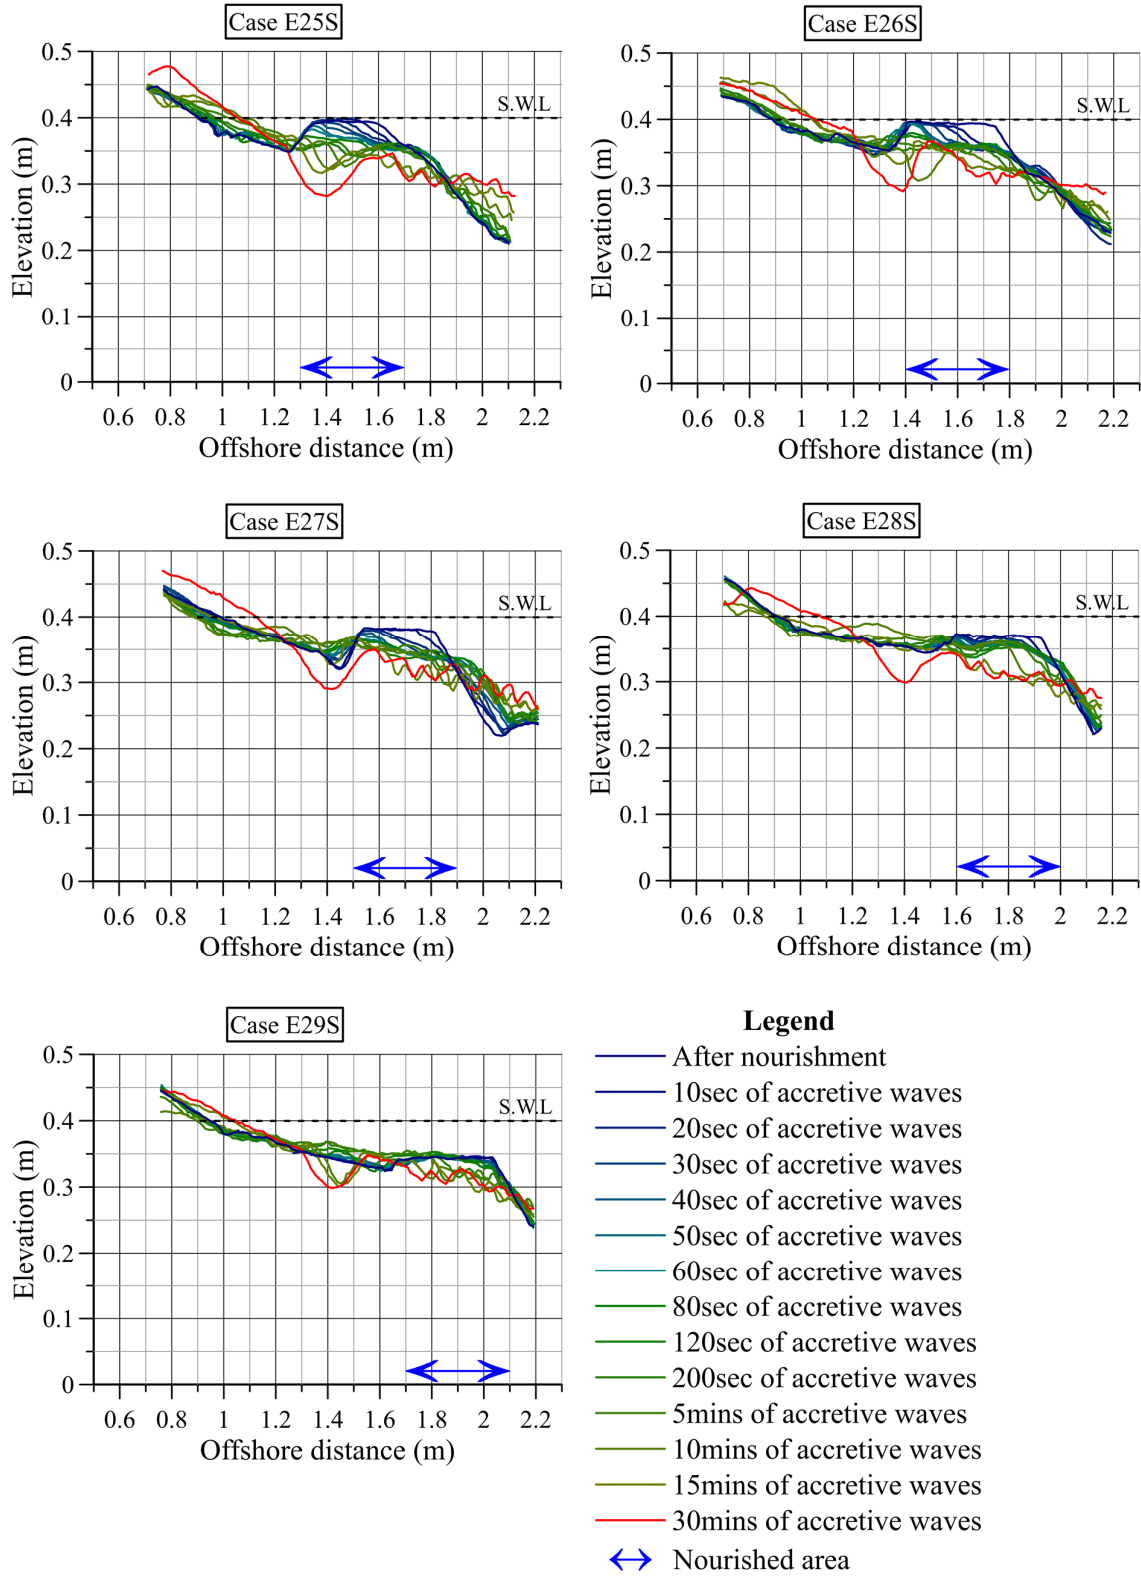 Case E25S
0.5
0.4
0.3
0.2
0.1
0
Elevation (m)
S.W.L
0.6 0.8 1 1.2 1.4 1.6 1.8 2 2.2
Offshore distance (m)
Case E26S
0.5
0.4
0.3
0.2
0.1
0
Elevation (m)
S.W.L
0.6 0.8 1 1.2 1.4 1.6 1.8 2 2.2
Offshore distance (m)
Case E27S
0.5
0.4
0.3
0.2
0.1
0
Elevation (m)
S.W.L
0.6 0.8 1 1.2 1.4 1.6 1.8 2 2.2
Offshore distance (m)
Case E28S
0.5
0.4
0.3
0.2
0.1
0
Elevation (m)
S.W.L
0.6 0.8 1 1.2 1.4 1.6 1.8 2 2.2
Offshore distance (m)
Case E29S
0.5
0.4
0.3
0.2
0.1
0
Elevation (m)
S.W.L
0.6 0.8 1 1.2 1.4 1.6 1.8 2 2.2
Offshore distance (m)
Legend
After nourishment
10sec of accretive waves
20sec of accretive waves
30sec of accretive waves
40sec of accretive waves
50sec of accretive waves
60sec of accretive waves
80sec of accretive waves
120sec of accretive waves
200sec of accretive waves
5mins of accretive waves
10mins of accretive waves
15mins of accretive waves
30mins of accretive waves
Nourished area